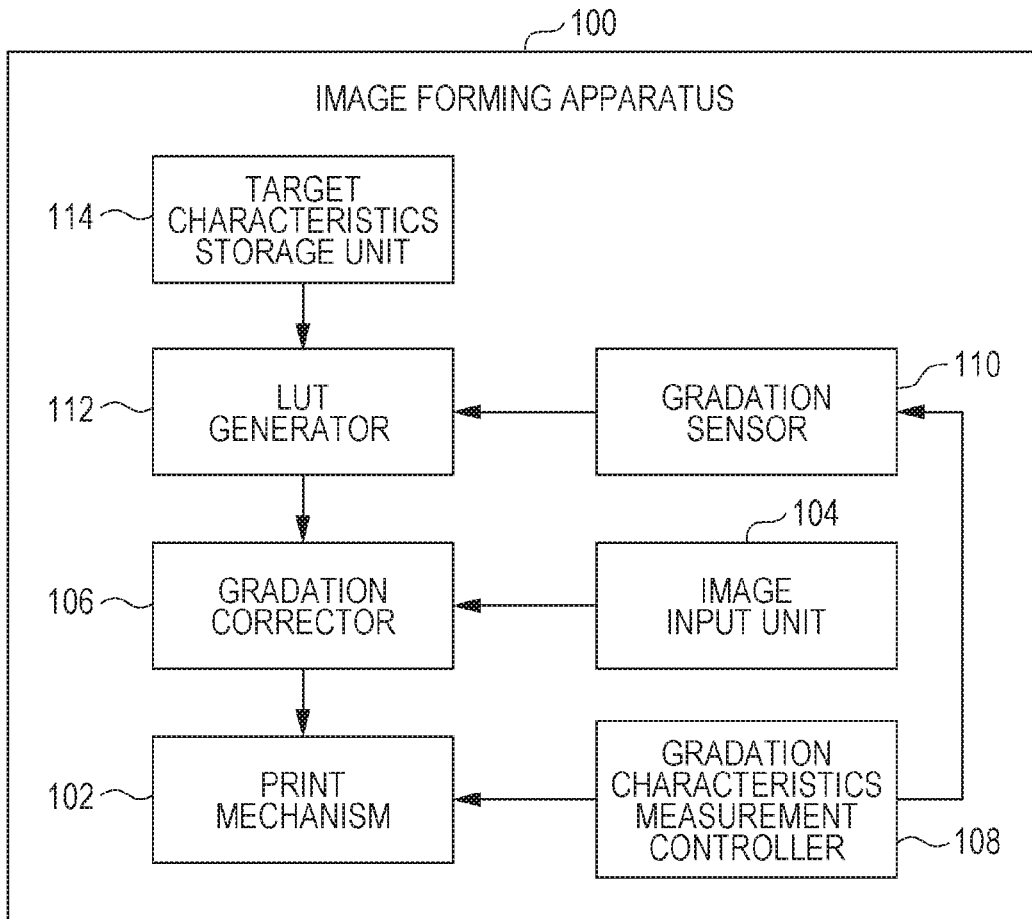 100
IMAGE FORMING APPARATUS
114
TARGET
CHARACTERISTICS
STORAGE UNIT
112
LUT
GENERATOR
GRADATION
SENSOR
110
104
106
GRADATION
CORRECTOR
IMAGE
INPUT UNIT
102
PRINT
MECHANISM
GRADATION
CHARACTERISTICS
MEASUREMENT
CONTROLLER
108